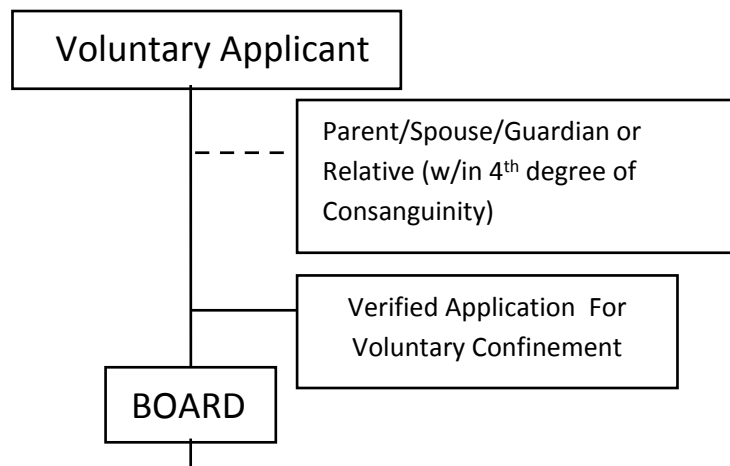 Voluntary Applicant
Parent/Spouse/Guardian or
Relative (w/in 4th degree of
Consanguinity)
Verified Application For
Voluntary Confinement
BOARD